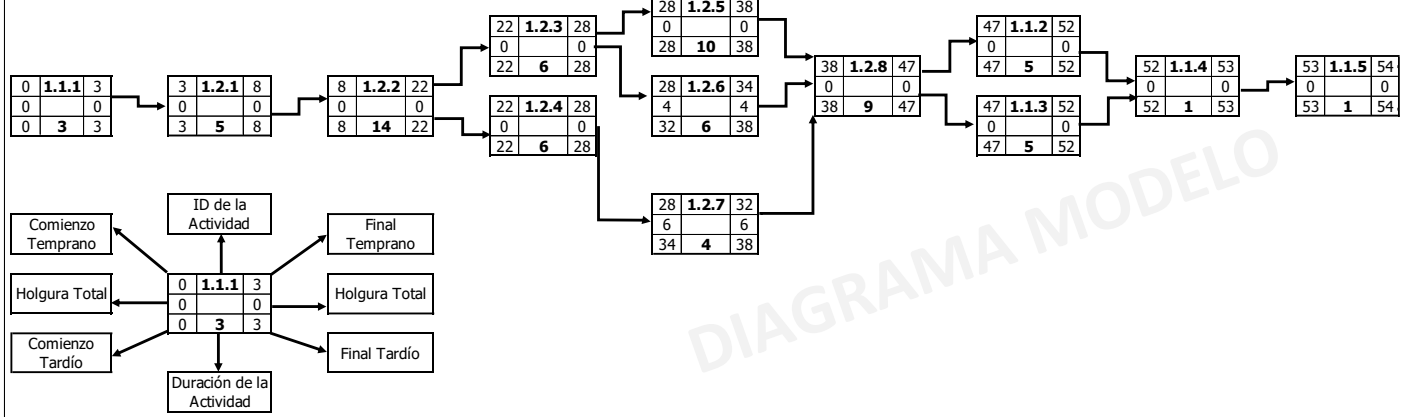 28 1.2.5 38
0 0
28 10 38
22 1.2.3 28
0 0
22 6 28
47 1.1.2 52
0 0
47 5 52
38 1.2.8 47
0 0
38 9 47
52 1.1.4 53
0 0
52 1 53
53 1.1.5 54
0 0
53 1 54
0 1.1.1 3
0 0
0 3 3
3 1.2.1 8
0 0
3 5 8
8 1.2.2 22
0 0
8 14 22
28 1.2.6 34
4 4
32 6 38
22 1.2.4 28
0 0
22 6 28
47 1.1.3 52
0 0
47 5 52
28 1.2.7 32
6 6
34 4 38
ID de la
Actividad
Comienzo
Temprano
Final
Temprano
Holgura Total
0 1.1.1 3
0 0
0 3 3
Holgura Total
Comienzo
Tardío
Final Tardío
Duración de la
Actividad
DIAGRAMA MODELO